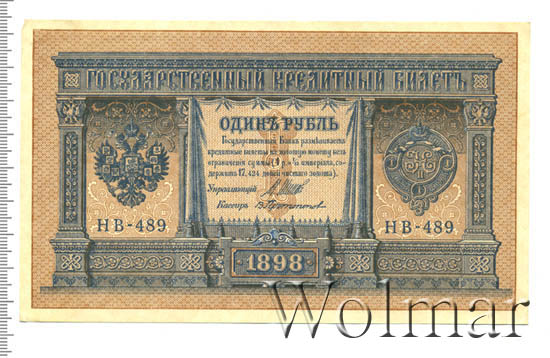 ГОСУДАРСТВЕННЫЙ КРЕДИТНЫЙ БИЛЕТЪ
ОДИНЪ РУБЛЬ
Государственный Банкъ размѣниваетъ
кредитные билеты на золотую монету безъ
ограниченія суммы (1 р. = 1/15 имперіала, со-
держитъ 17,424 долей чистаго золота).
Управляющій
Кассиръ
НВ-489
НВ-489
1898
Wolmar